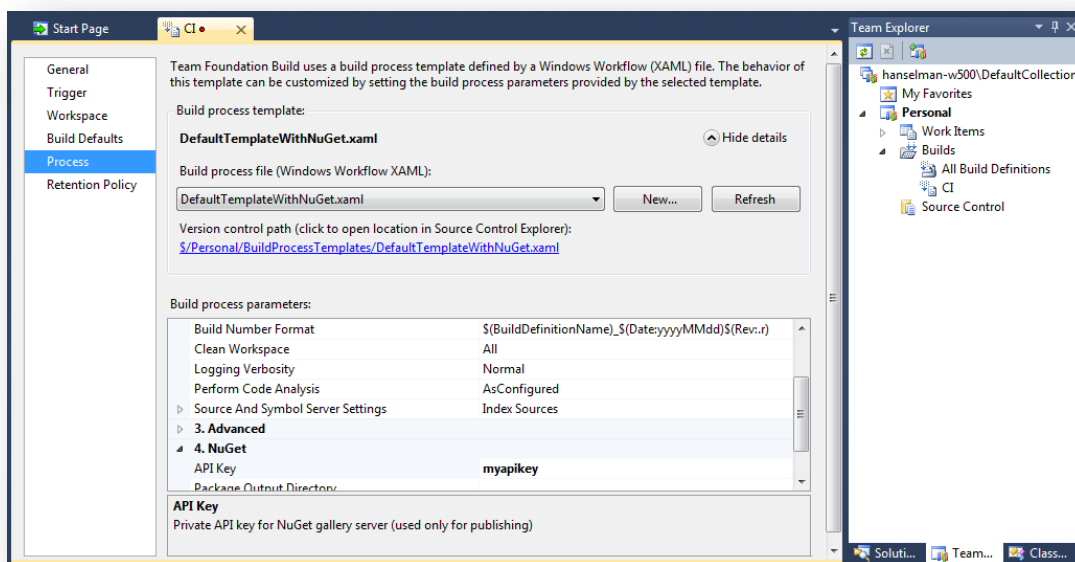 Start Page
CI
General
Trigger
Workspace
Build Defaults
Process
Retention Policy
Team Foundation Build uses a build process template defined by a Windows Workflow (XAML) file. The behavior of
this template can be customized by setting the build process parameters provided by the selected template.
Build process template:
DefaultTemplateWithNuGet.xaml
Hide details
Build process file (Windows Workflow XAML):
DefaultTemplateWithNuGet.xaml
New...
Refresh
Version control path (click to open location in Source Control Explorer):
$/Personal/BuildProcessTemplates/DefaultTemplateWithNuGet.xaml
Build process parameters:
Build Number Format $(BuildDefinitionName)_$(Date:yyyyMMdd)$(Rev:.r)
Clean Workspace All
Logging Verbosity Normal
Perform Code Analysis AsConfigured
Source And Symbol Server Settings Index Sources
3. Advanced
4. NuGet
API Key myapikey
Package Output Directory
API Key
Private API key for NuGet gallery server (used only for publishing)
Team Explorer
hanselman-w500\DefaultCollection
My Favorites
Personal
Work Items
Builds
All Build Definitions
CI
Source Control
Soluti...
Team...
Class...